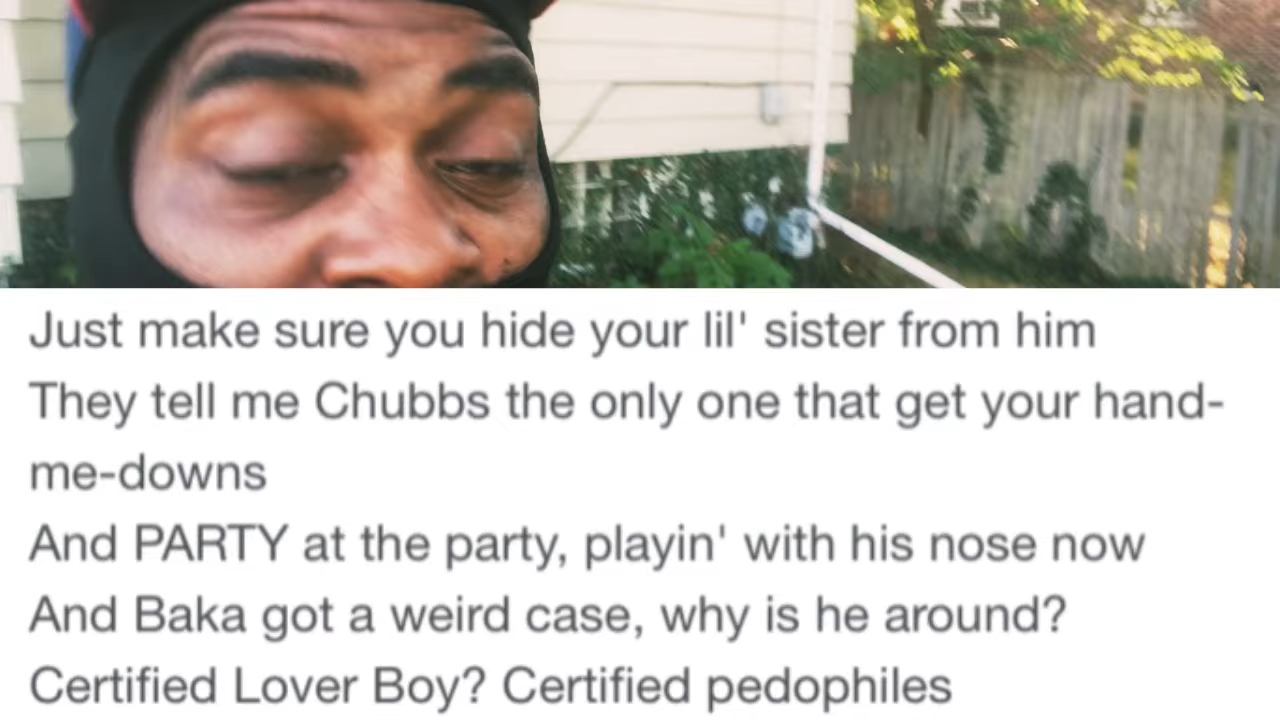 Just make sure you hide your lil' sister from him
They tell me Chubbs the only one that get your hand-
me-downs
And PARTY at the party, playin' with his nose now
And Baka got a weird case, why is he around?
Certified Lover Boy? Certified pedophiles